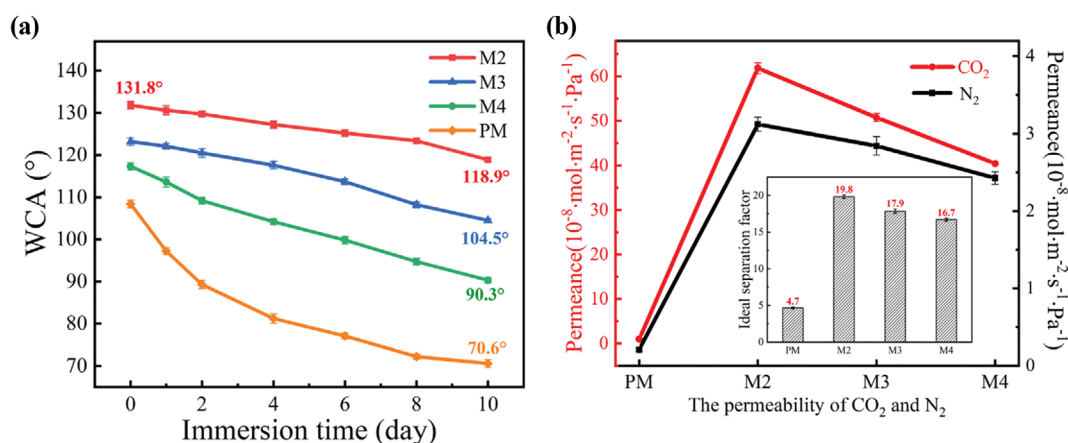 (a)
WCA (°)
140
130
120
110
100
90
80
70
131.8°
118.9°
104.5°
90.3°
70.6°
M2
M3
M4
PM
0
2
4
6
8
10
Immersion time (day)
(b)
Permeance(10⁻⁸·mol·m⁻²·s⁻¹·Pa⁻¹)
60
50
40
30
20
10
0
CO₂
N₂
Ideal separation factor
20
15
10
5
0
4.7
19.8
17.9
16.7
PM
M2
M3
M4
4
3
2
1
0
Permeance(10⁻⁸·mol·m⁻²·s⁻¹·Pa⁻¹)
PM
M2
M3
M4
The permeability of CO₂ and N₂